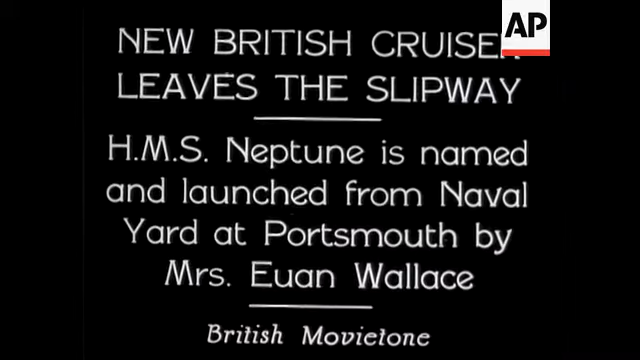 AP
NEW BRITISH CRUISER
LEAVES THE SLIPWAY
H.M.S. Neptune is named
and launched from Naval
Yard at Portsmouth by
Mrs. Euan Wallace
British Movietone